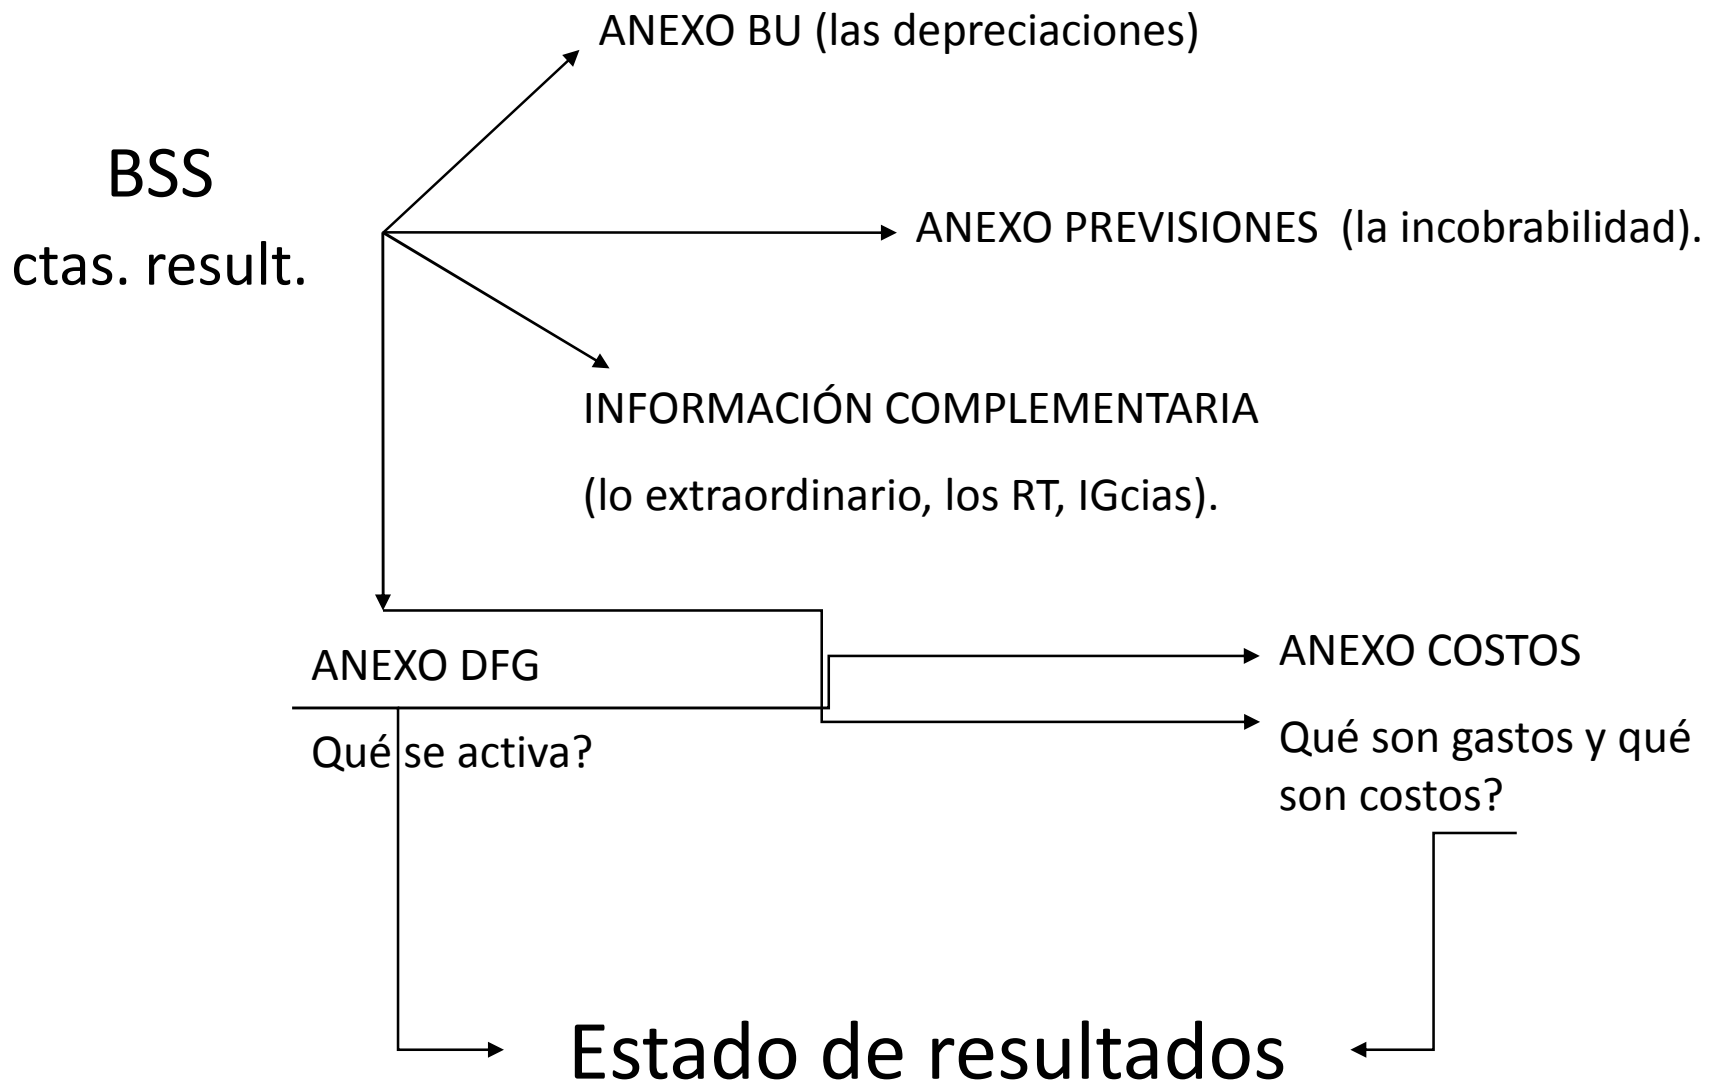 ANEXO BU (las depreciaciones)
BSS
ctas. result.
ANEXO PREVISIONES (la incobrabilidad).
INFORMACIÓN COMPLEMENTARIA
(lo extraordinario, los RT, IGcias).
ANEXO DFG
Qué se activa?
ANEXO COSTOS
Qué son gastos y qué
son costos?
Estado de resultados